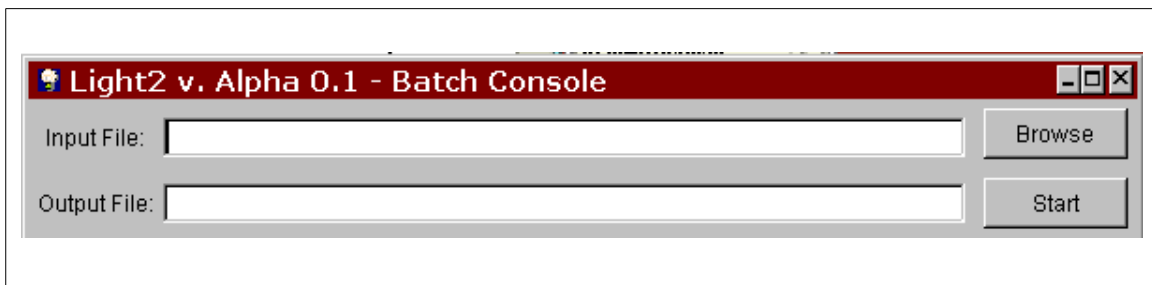 Light2 v. Alpha 0.1 - Batch Console
Input File: Browse
Output File: Start